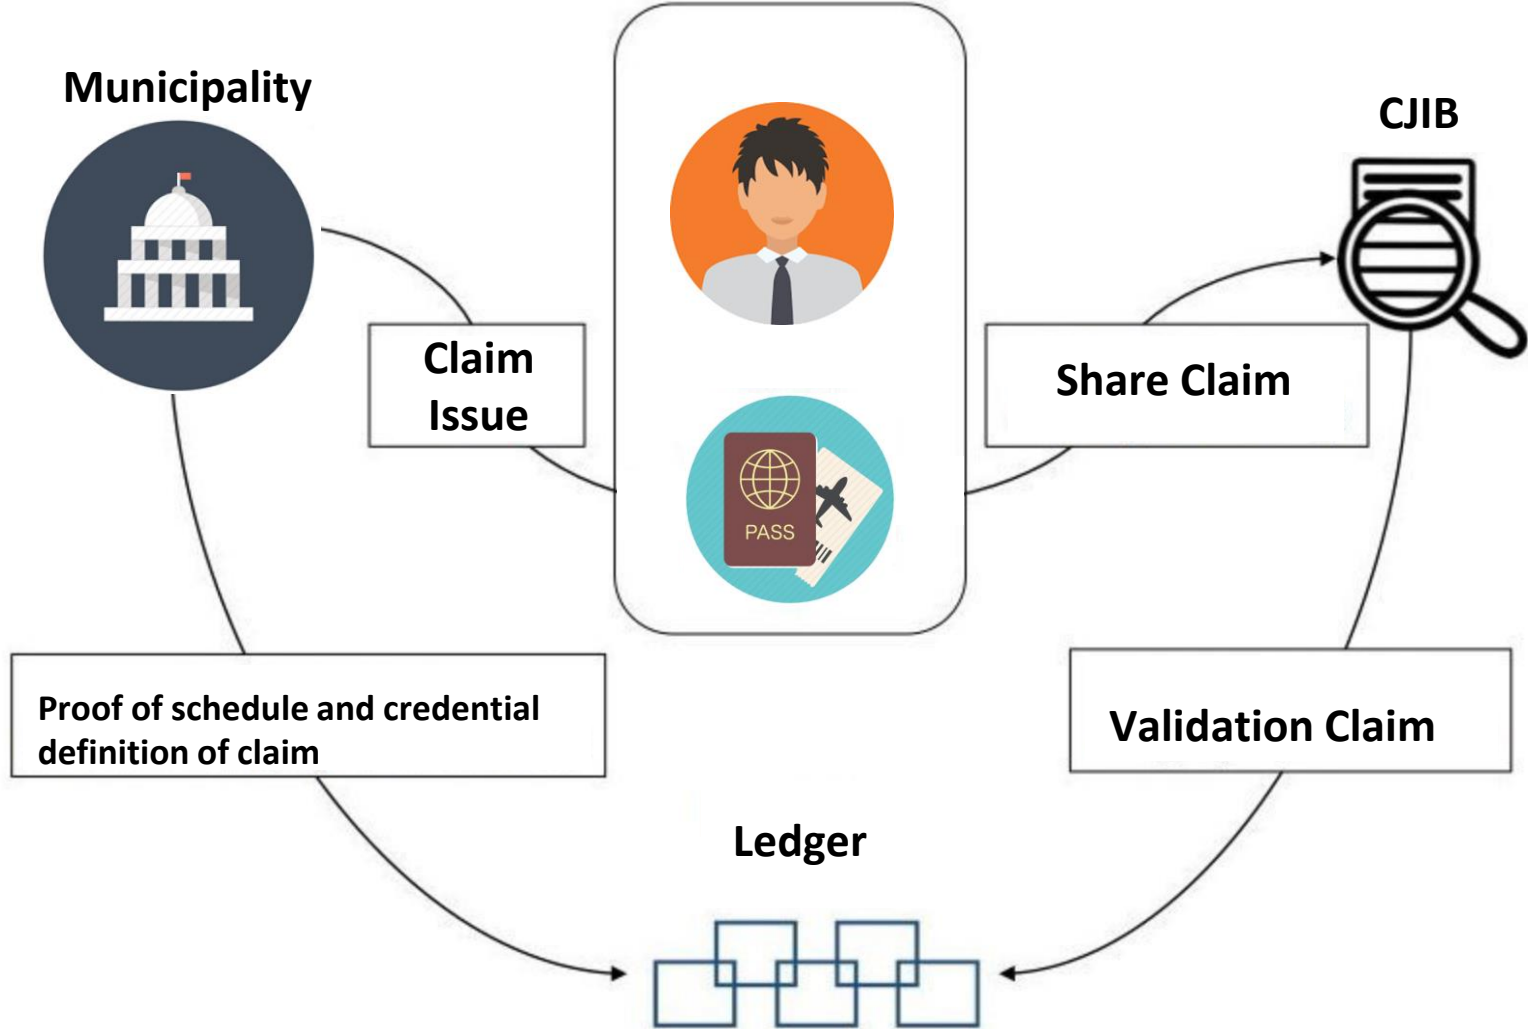 Municipality
CJIB
Claim
Issue
Share Claim
PASS
Proof of schedule and credential
definition of claim
Validation Claim
Ledger